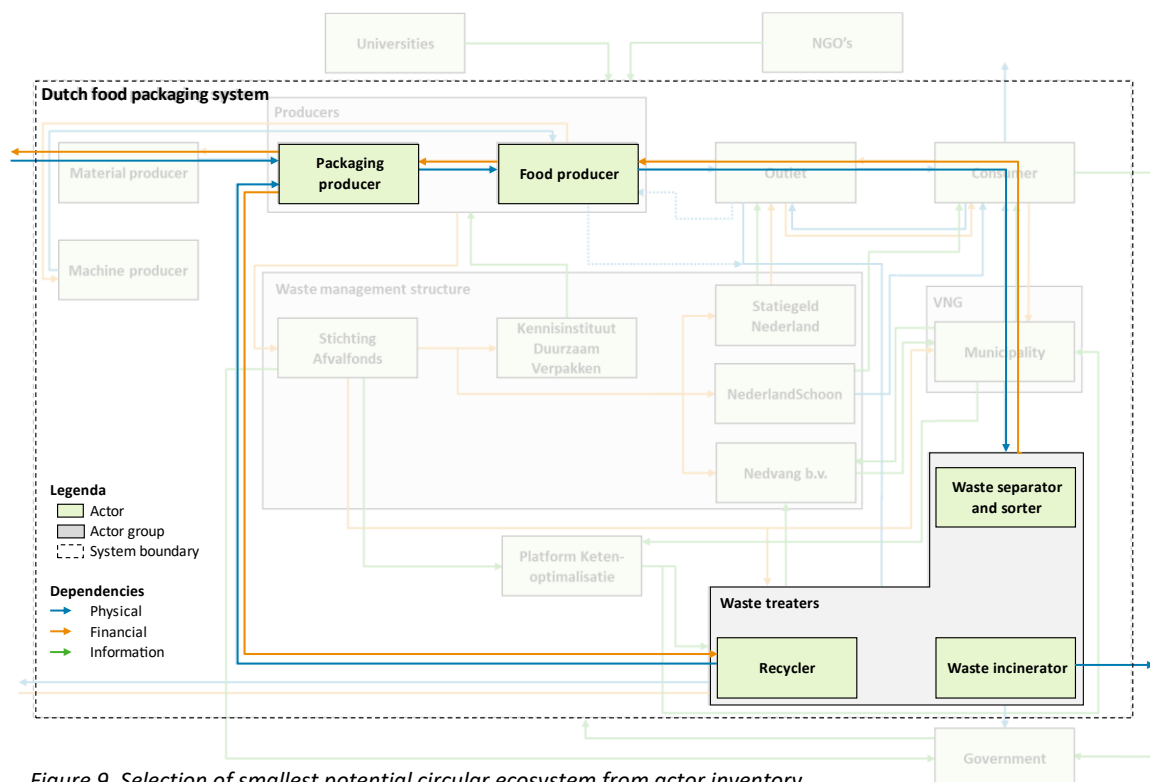 Universities
NGO's
Dutch food packaging system
Producers
Material producer
Packaging
producer
Food producer
Outlet
Consumer
Machine producer
Waste management structure
Stichting
Afvalfonds
Kennisinstituut
Duurzaam
Verpakken
Statiegeld
Nederland
VNG
Municipality
NederlandSchoon
Nedvang b.v.
Legenda
Actor
Actor group
System boundary
Waste separator
and sorter
Platform Keten-
optimalisatie
Dependencies
Physical
Financial
Information
Waste treaters
Recycler
Waste incinerator
Government
Figure 9. Selection of smallest potential circular ecosystem from actor inventory